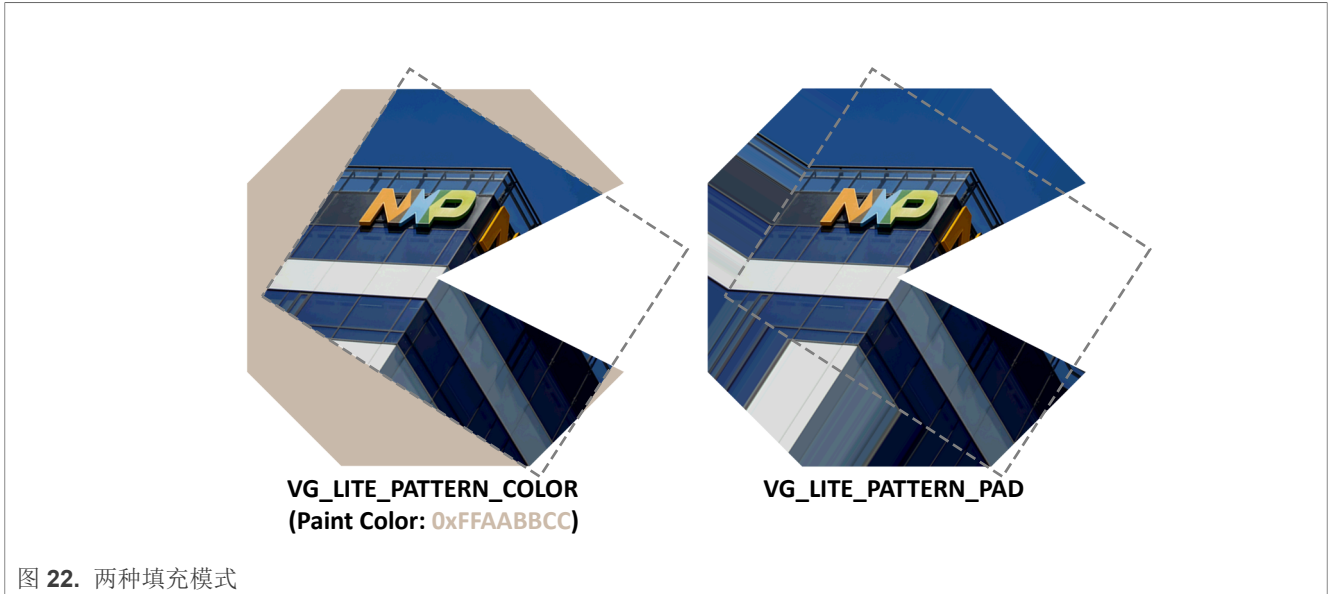 NXP
NXP
VG_LITE_PATTERN_COLOR
(Paint Color: 0xFFAABBCC)
VG_LITE_PATTERN_PAD
图 22. 两种填充模式